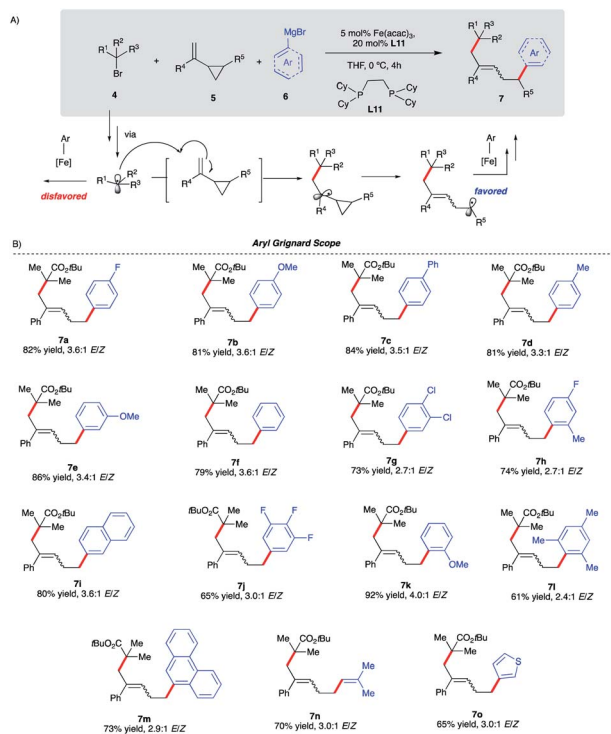 A)
R1 R2 R3 Br
4
+
R4 R5
5
+
MgBr Ar
6
5 mol% Fe(acac)3,
20 mol% L11
THF, 0 °C, 4h
Cy Cy P P Cy Cy
L11
R1 R3 R2 Ar R4 R5
7
via
Ar [Fe]
disfavored
R1 R2 R3
R4 R5
R1 R3 R2 R4 R5
R1 R3 R2 R4 R5
Ar [Fe]
favored
B)
Aryl Grignard Scope
Me CO2tBu Me Ph F
7a
82% yield, 3.6:1 E/Z
Me CO2tBu Me Ph OMe
7b
81% yield, 3.6:1 E/Z
Me CO2tBu Me Ph Ph
7c
84% yield, 3.5:1 E/Z
Me CO2tBu Me Ph Me
7d
81% yield, 3.3:1 E/Z
Me CO2tBu Me Ph OMe
7e
86% yield, 3.4:1 E/Z
Me CO2tBu Me Ph
7f
79% yield, 3.6:1 E/Z
Me CO2tBu Me Ph Cl Cl
7g
73% yield, 2.7:1 E/Z
Me CO2tBu Me Ph F Me
7h
74% yield, 2.7:1 E/Z
Me CO2tBu Me Ph
7i
80% yield, 3.6:1 E/Z
tBuO2C Me Me Ph F F F
7j
65% yield, 3.0:1 E/Z
Me CO2tBu Me Ph OMe
7k
92% yield, 4.0:1 E/Z
Me CO2tBu Me Ph Me Me Me
7l
61% yield, 2.4:1 E/Z
tBuO2C Me Me Ph
7m
73% yield, 2.9:1 E/Z
Me CO2tBu Me Ph Me Me
7n
70% yield, 3.0:1 E/Z
Me CO2tBu Me Ph S
7o
65% yield, 3.0:1 E/Z